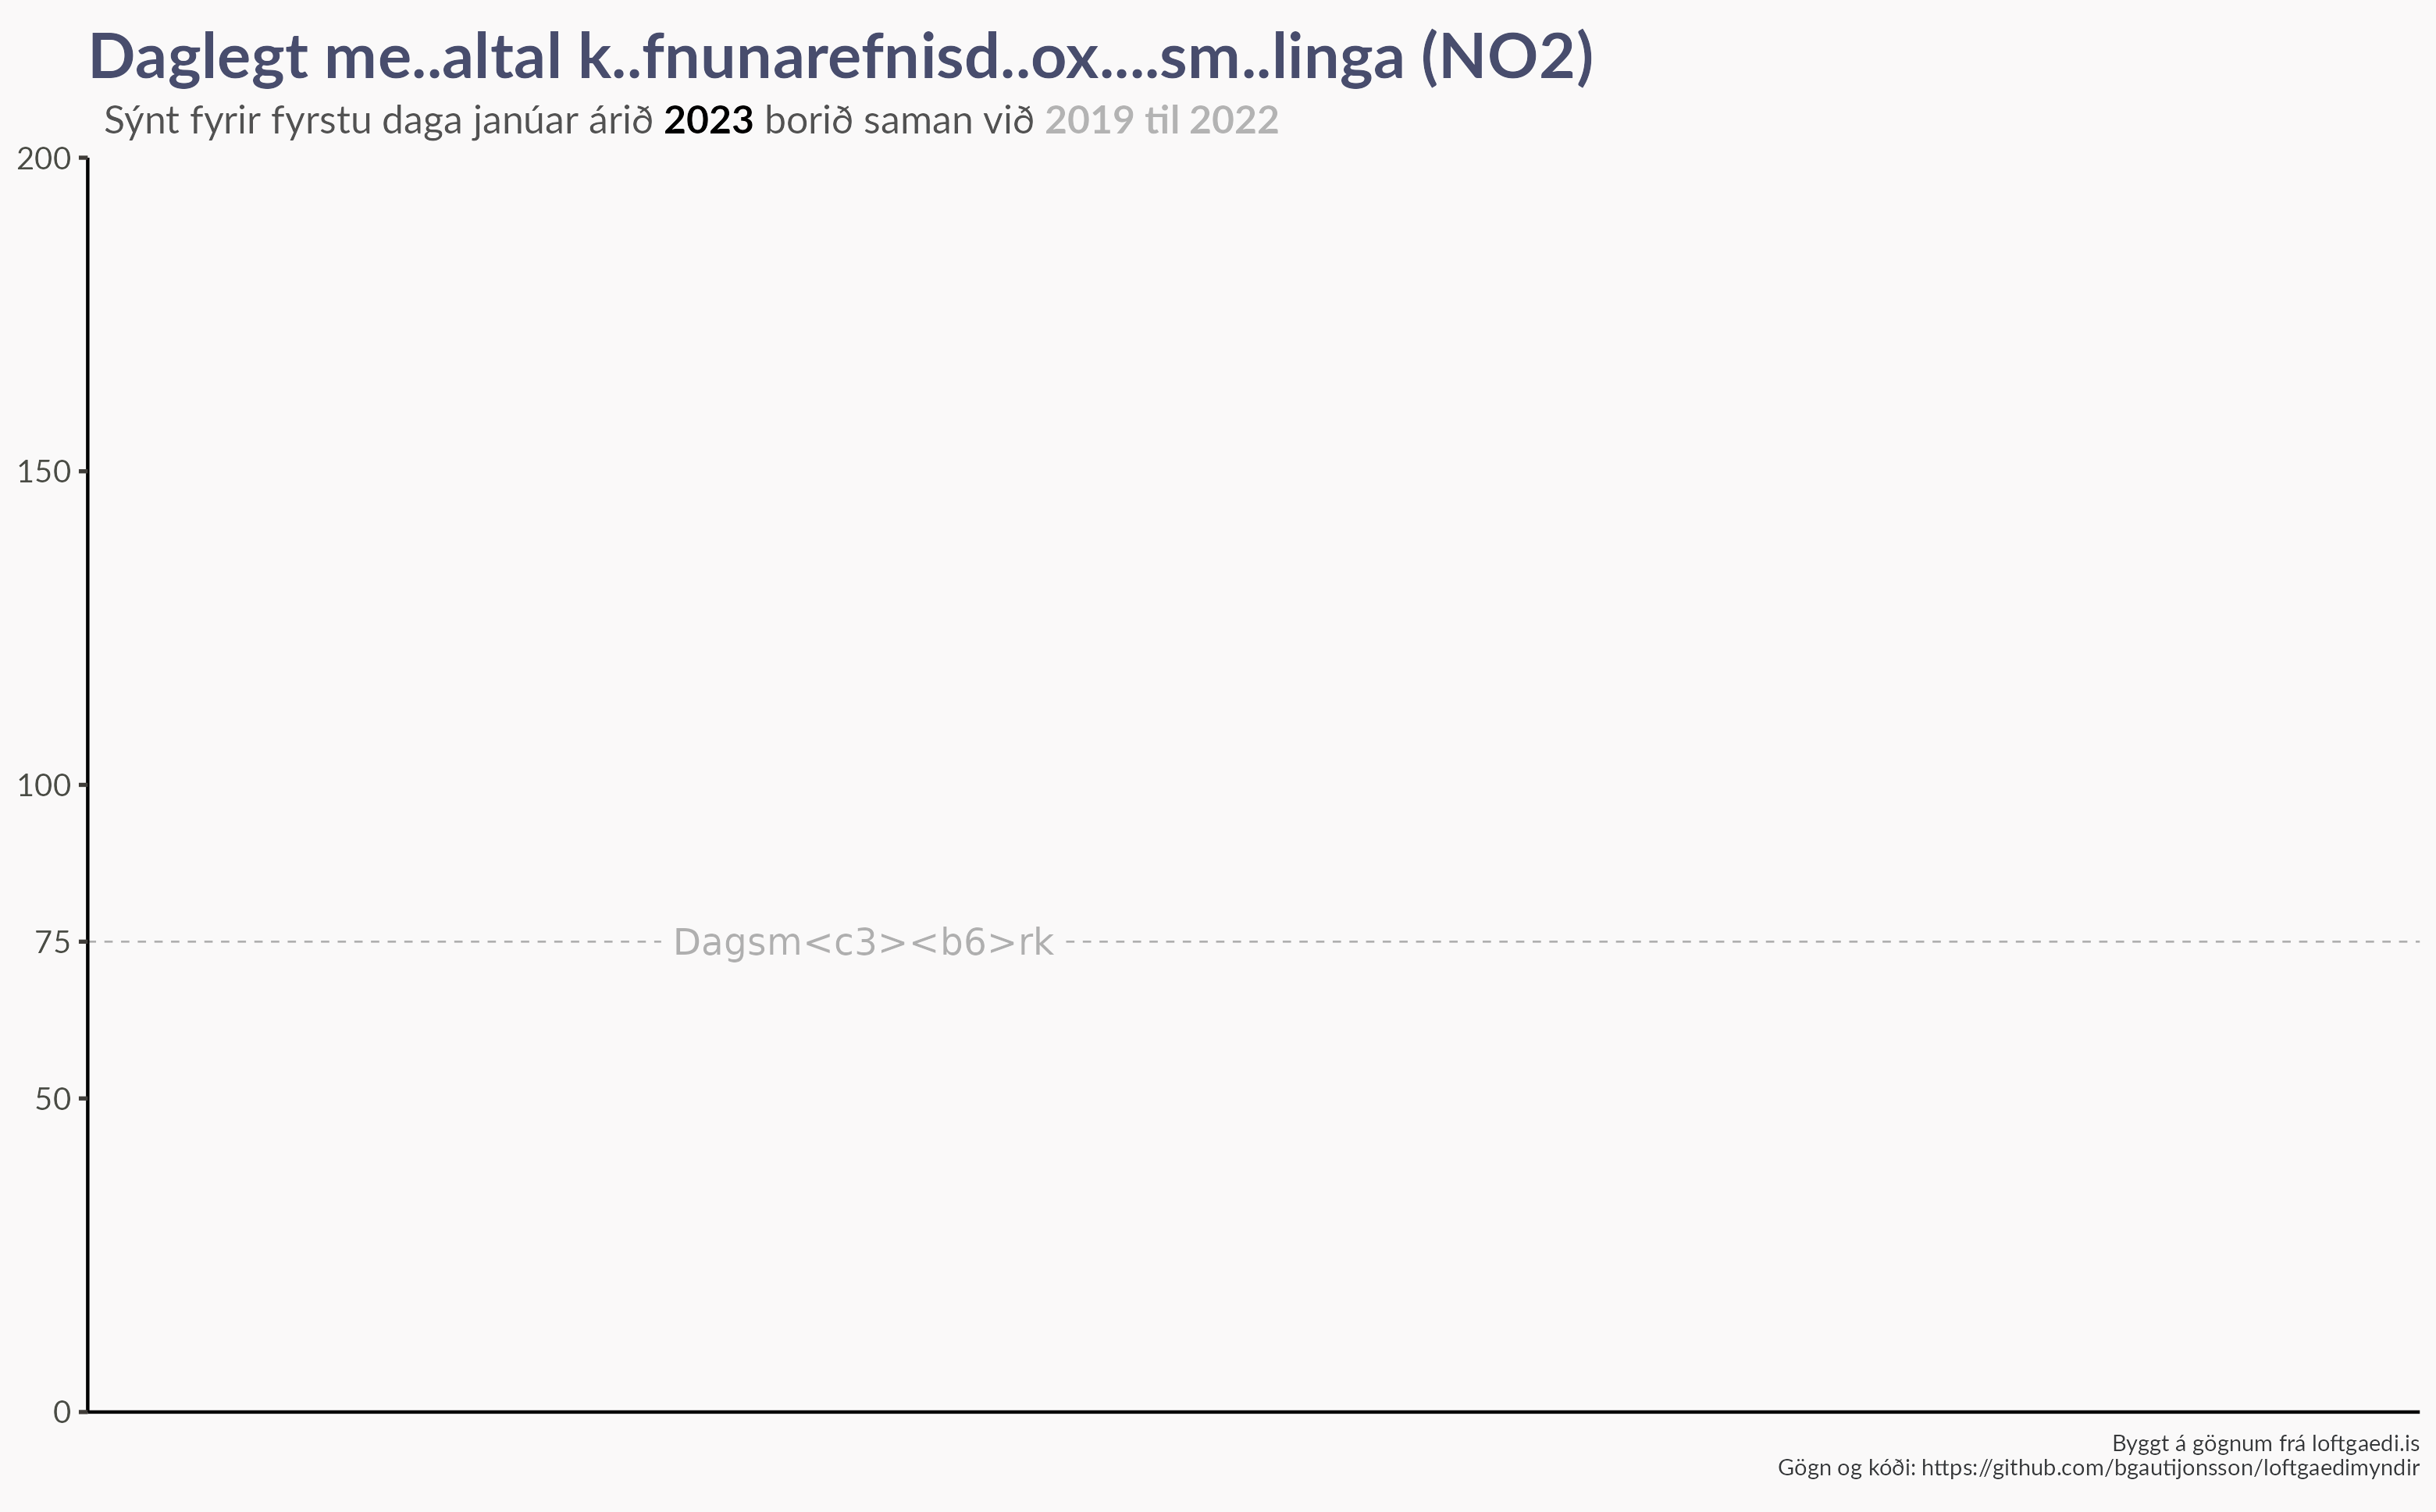 Daglegt me..altal k..fnunarefnisd..ox....sm..linga (NO2)
Sýnt fyrir fyrstu daga janúar árið 2023 borið saman við 2019 til 2022
200
150
100
75
Dagsm<c3><b6>rk
50
0
Byggt á gögnum frá loftgaedi.is
Gögn og kóði: https://github.com/bgautijonsson/loftgaedimyndir